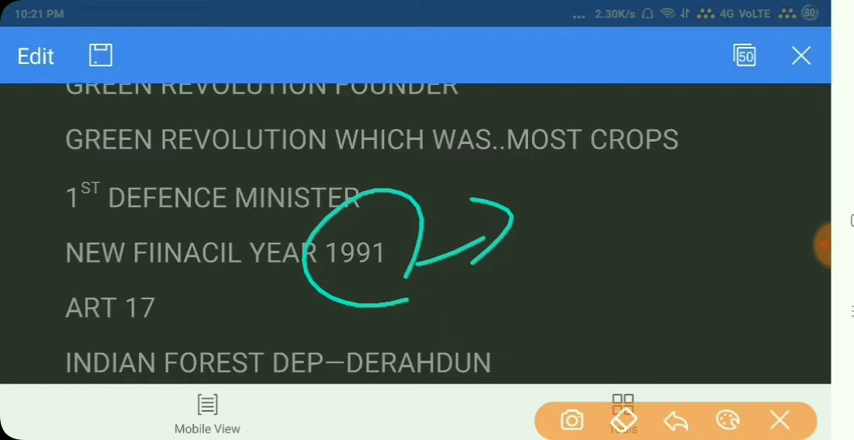 10:21 PM ... 2.30K/s 4G VoLTE 80
Edit 50
GREEN REVOLUTION FOUNDER
GREEN REVOLUTION WHICH WAS..MOST CROPS
1ST DEFENCE MINISTER
NEW FIINACIL YEAR 1991
ART 17
INDIAN FOREST DEP—DERAHDUN
Mobile View Tools